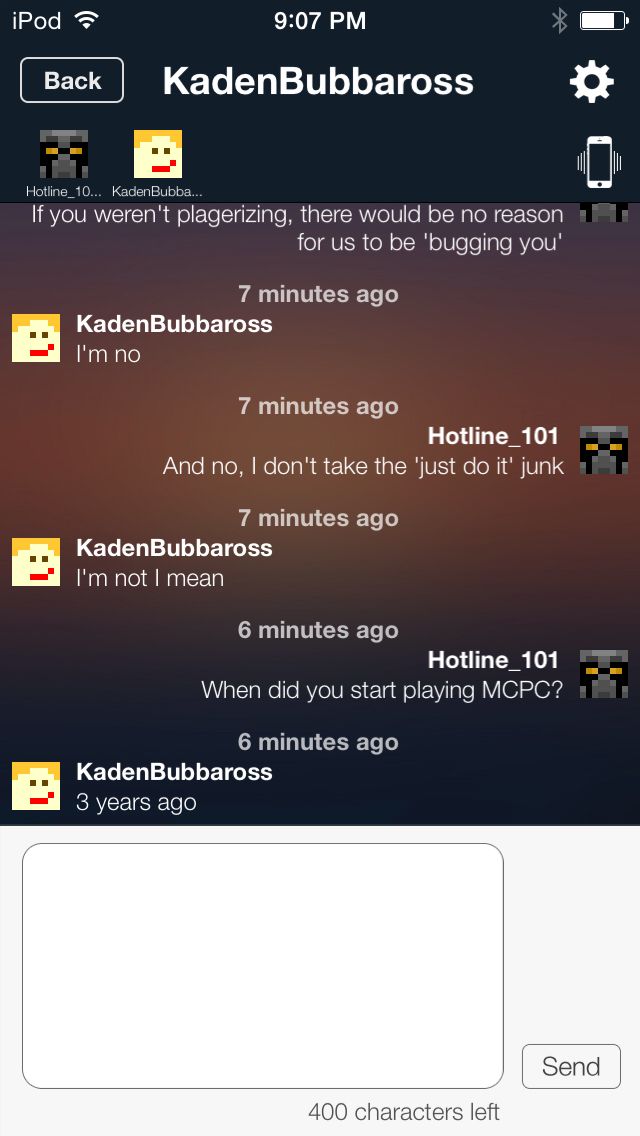 iPod 9:07 PM
Back KadenBubbaross
Hotline_10... KadenBubba...
If you weren't plagerizing, there would be no reason
for us to be 'bugging you'
7 minutes ago
KadenBubbaross
I'm no
7 minutes ago
Hotline_101
And no, I don't take the 'just do it' junk
7 minutes ago
KadenBubbaross
I'm not I mean
6 minutes ago
Hotline_101
When did you start playing MCPC?
6 minutes ago
KadenBubbaross
3 years ago
Send
400 characters left